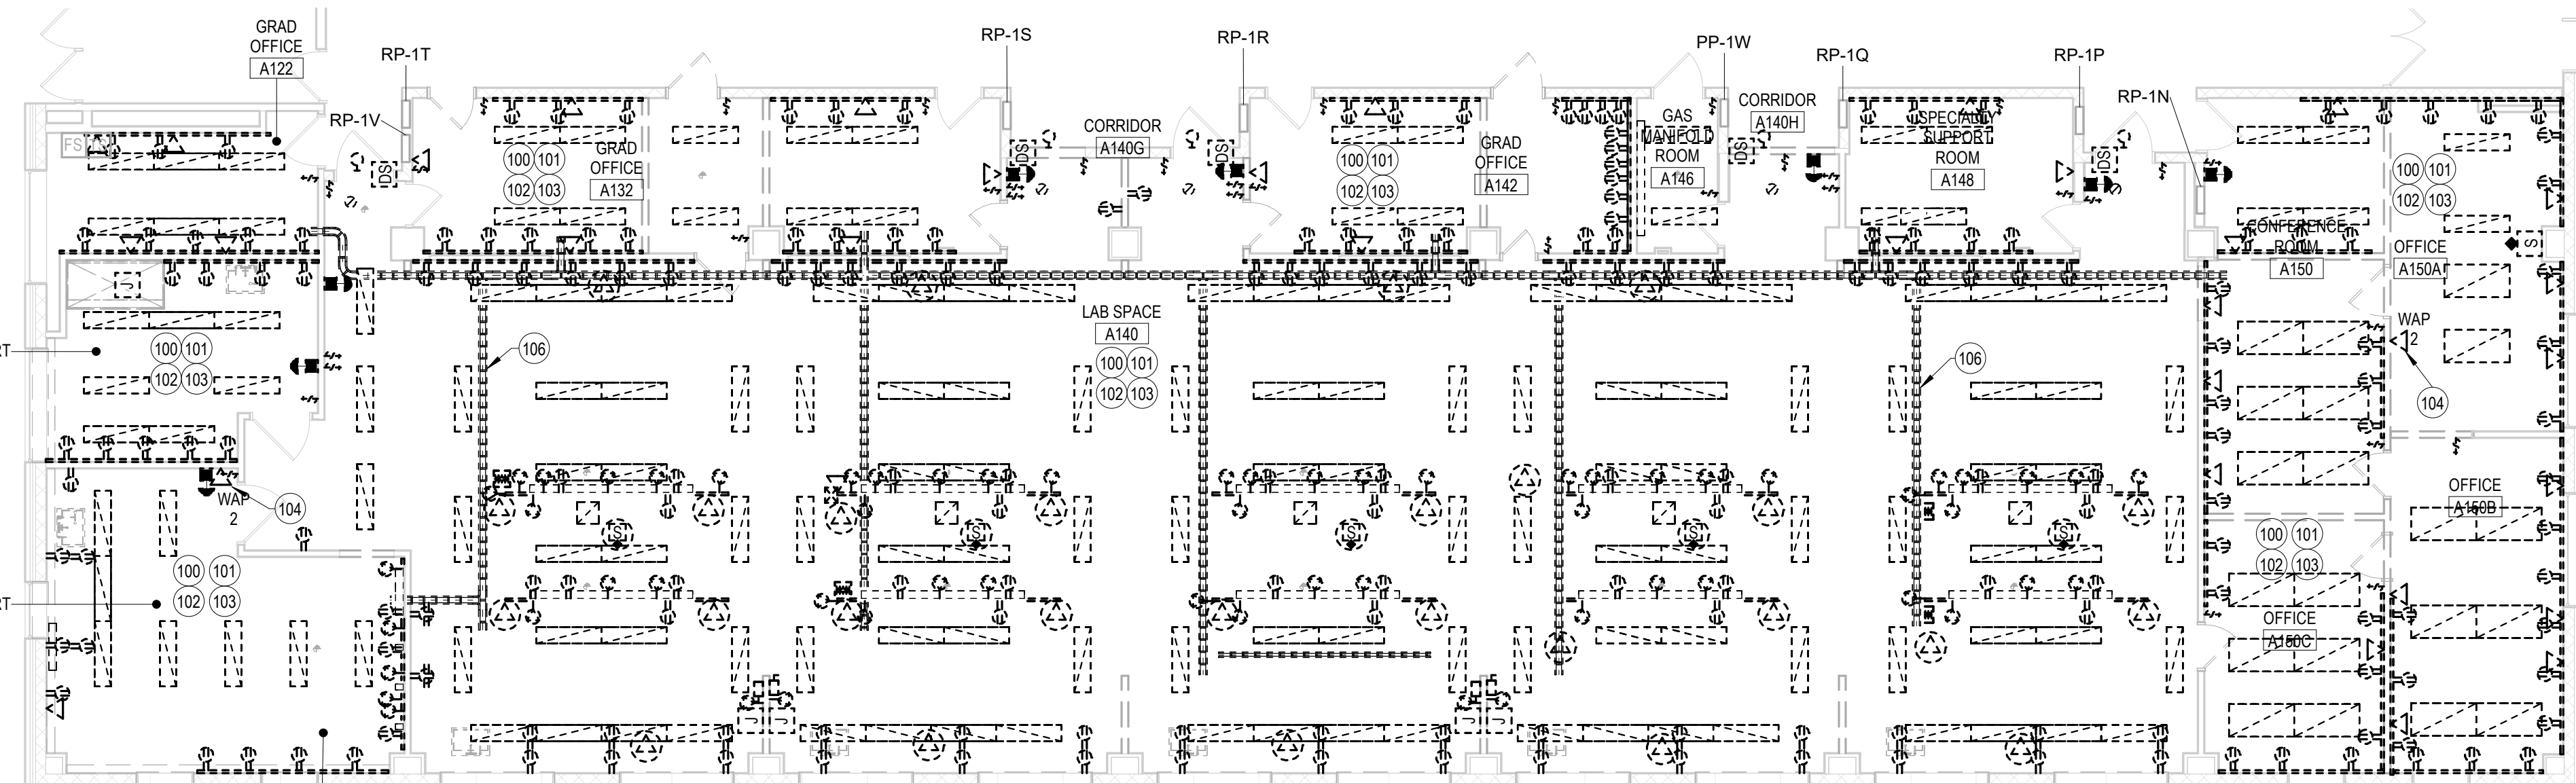 GRAD
OFFICE
A122
RP-1T
RP-1V
RP-1S
RP-1R
PP-1W
RP-1Q
RP-1P
RP-1N
FS
DS
100 101
102 103
GRAD
OFFICE
A132
DS
CORRIDOR
A140G
DS
100 101
102 103
GRAD
OFFICE
A142
GAS
MANIFOLD
ROOM
A146
CORRIDOR
A140H
DS
SPECIALTY
SUPPORT
ROOM
A148
DS
100 101
102 103
CONFERENCE
ROOM
A150
OFFICE
A150A
S
J
LAB SPACE
A140
100 101
102 103
RT
100 101
102 103
106
106
WAP
2
104
WAP
2
104
S
S
S
S
S
OFFICE
A150B
100 101
102 103
OFFICE
A150C
RT
100 101
102 103
J J
J J